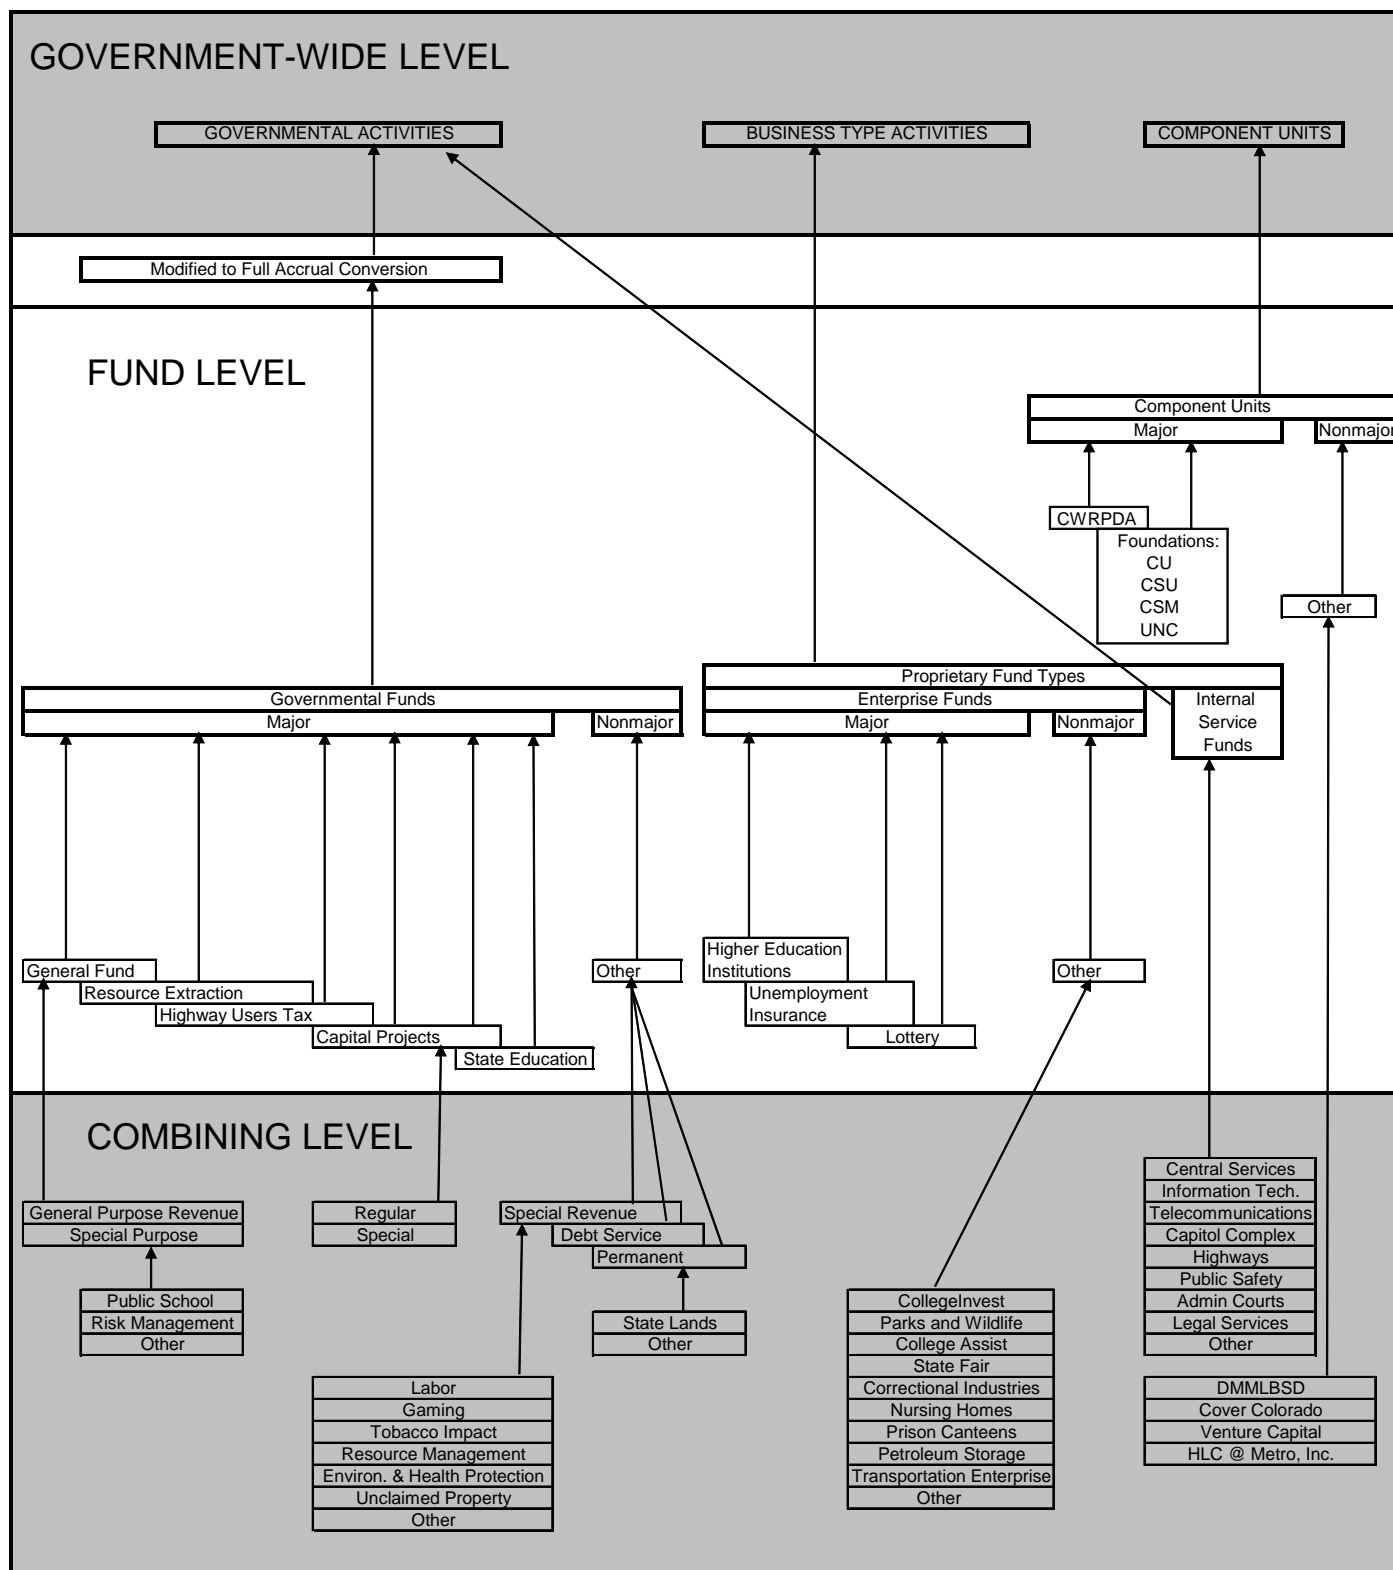 GOVERNMENT-WIDE LEVEL
GOVERNMENTAL ACTIVITIES
BUSINESS TYPE ACTIVITIES
COMPONENT UNITS
Modified to Full Accrual Conversion
FUND LEVEL
Component Units
Major
Nonmajor
CWRPDA
Foundations:
CU
CSU
CSM
UNC
Other
Governmental Funds
Major
Nonmajor
Proprietary Fund Types
Enterprise Funds
Major
Nonmajor
Internal
Service
Funds
General Fund
Resource Extraction
Highway Users Tax
Capital Projects
State Education
Other
Higher Education
Institutions
Unemployment
Insurance
Lottery
Other
COMBINING LEVEL
General Purpose Revenue
Special Purpose
Public School
Risk Management
Other
Regular
Special
Special Revenue
Debt Service
Permanent
State Lands
Other
Labor
Gaming
Tobacco Impact
Resource Management
Environ. & Health Protection
Unclaimed Property
Other
CollegeInvest
Parks and Wildlife
College Assist
State Fair
Correctional Industries
Nursing Homes
Prison Canteens
Petroleum Storage
Transportation Enterprise
Other
Central Services
Information Tech.
Telecommunications
Capitol Complex
Highways
Public Safety
Admin Courts
Legal Services
Other
DMMLBSD
Cover Colorado
Venture Capital
HLC @ Metro, Inc.